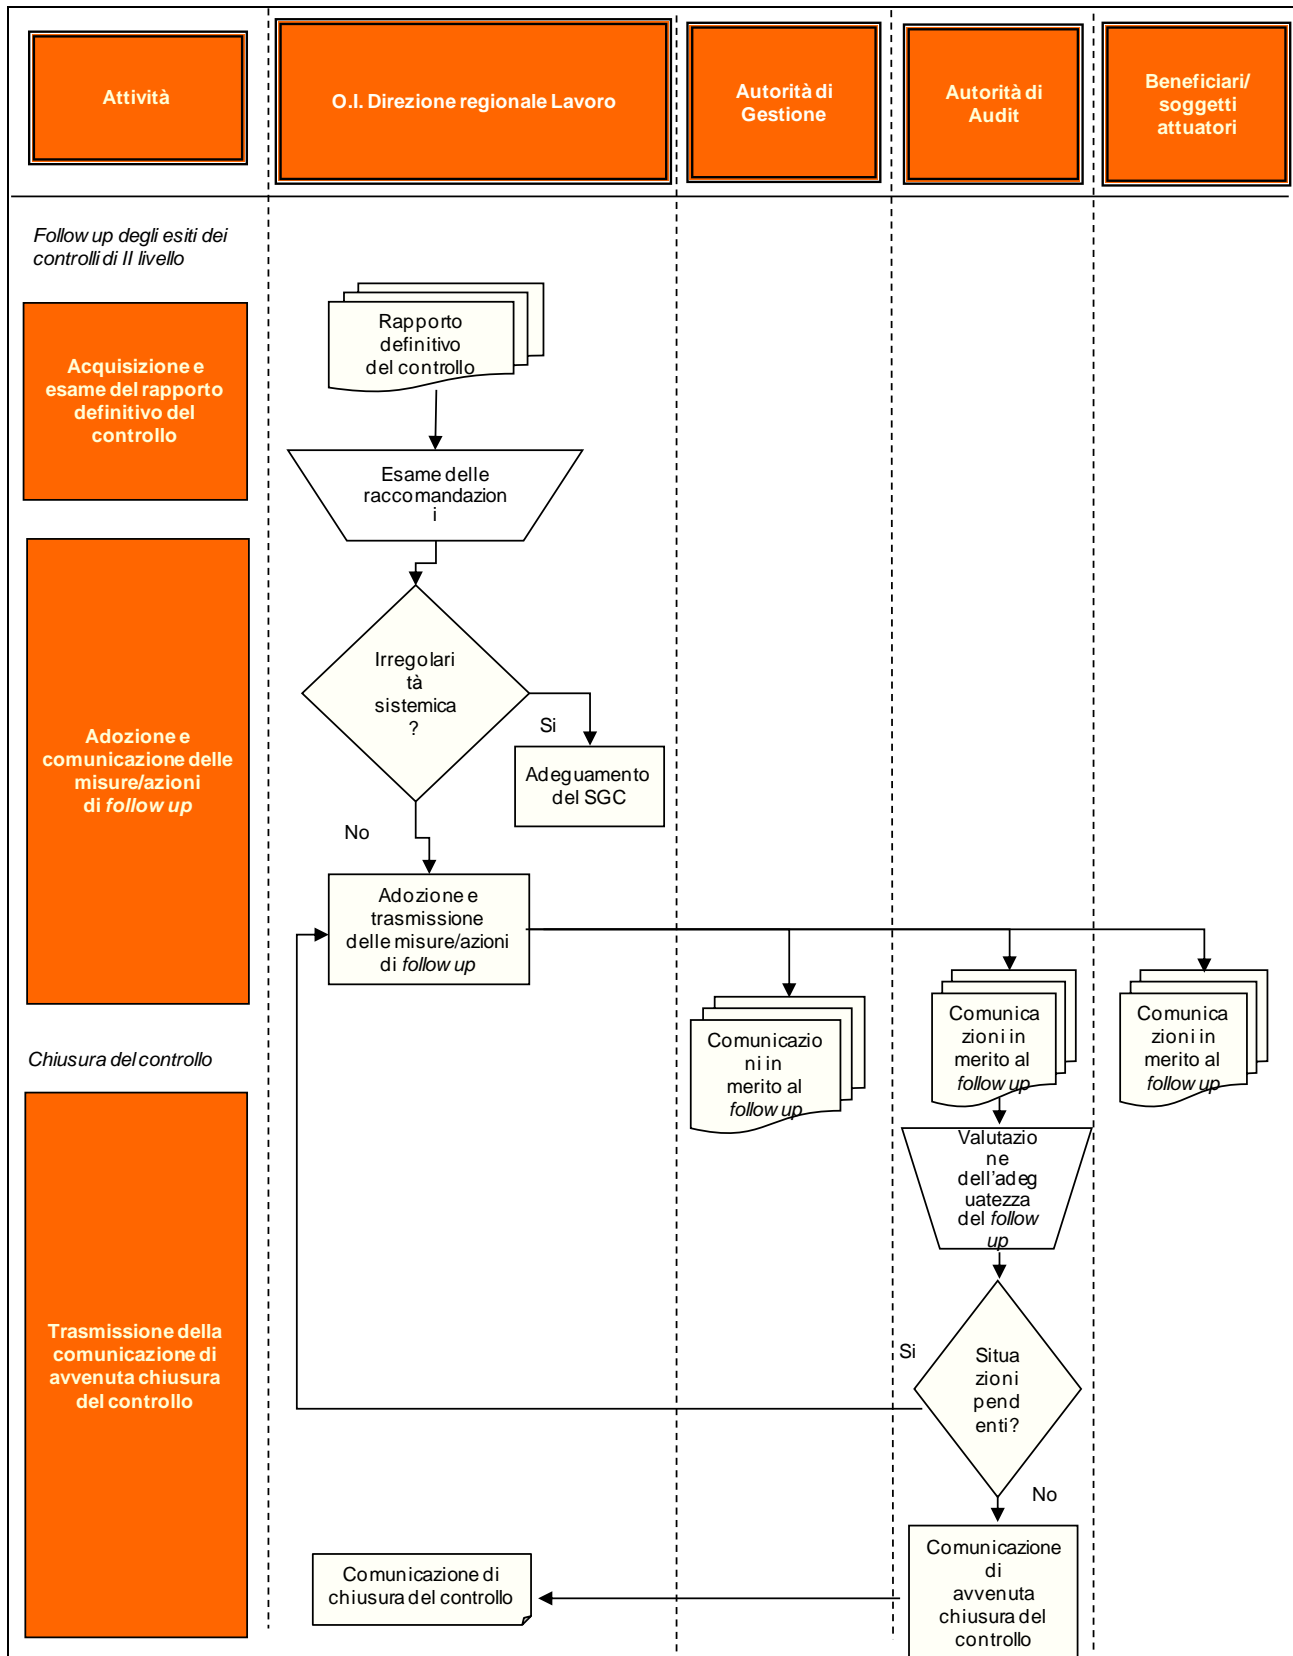 Attività
O.I. Direzione regionale Lavoro
Autorità di
Gestione
Autorità di
Audit
Beneficiari/
soggetti
attuatori
Follow up degli esiti dei
controlli di II livello
Acquisizione e
esame del rapporto
definitivo del
controllo
Rapporto
definitivo
del controllo
Esame delle
raccomandazion
i
Adozione e
comunicazione delle
misure/azioni
di follow up
Irregolari
tà
sistemica
?
Si
Adeguamento
del SGC
No
Adozione e
trasmissione
delle misure/azioni
di follow up
Comunicazio
ni in
merito al
follow up
Comunica
zioni in
merito al
follow up
Comunica
zioni in
merito al
follow up
Chiusura del controllo
Valutazio
ne
dell'adeg
uatezza
del follow
up
Trasmissione della
comunicazione di
avvenuta chiusura
del controllo
Si
Situa
zioni
pend
enti?
No
Comunicazione
di
avvenuta
chiusura del
controllo
Comunicazione di
chiusura del controllo